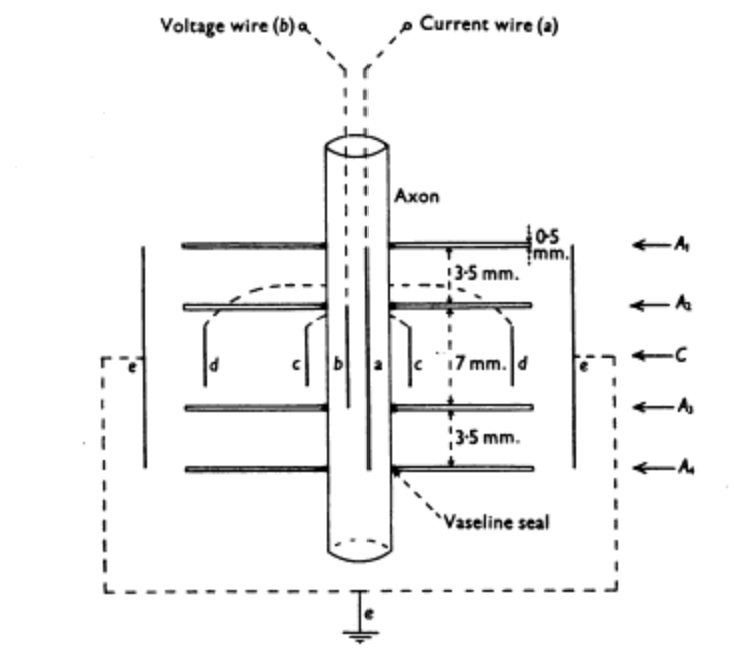 Voltage wire (b)
Current wire (a)
Axon
0·5
mm.
A₁
3·5 mm.
A₂
C
e
d
c
b
a
c
7 mm.
d
e
A₃
3·5 mm.
A₄
Vaseline seal
e